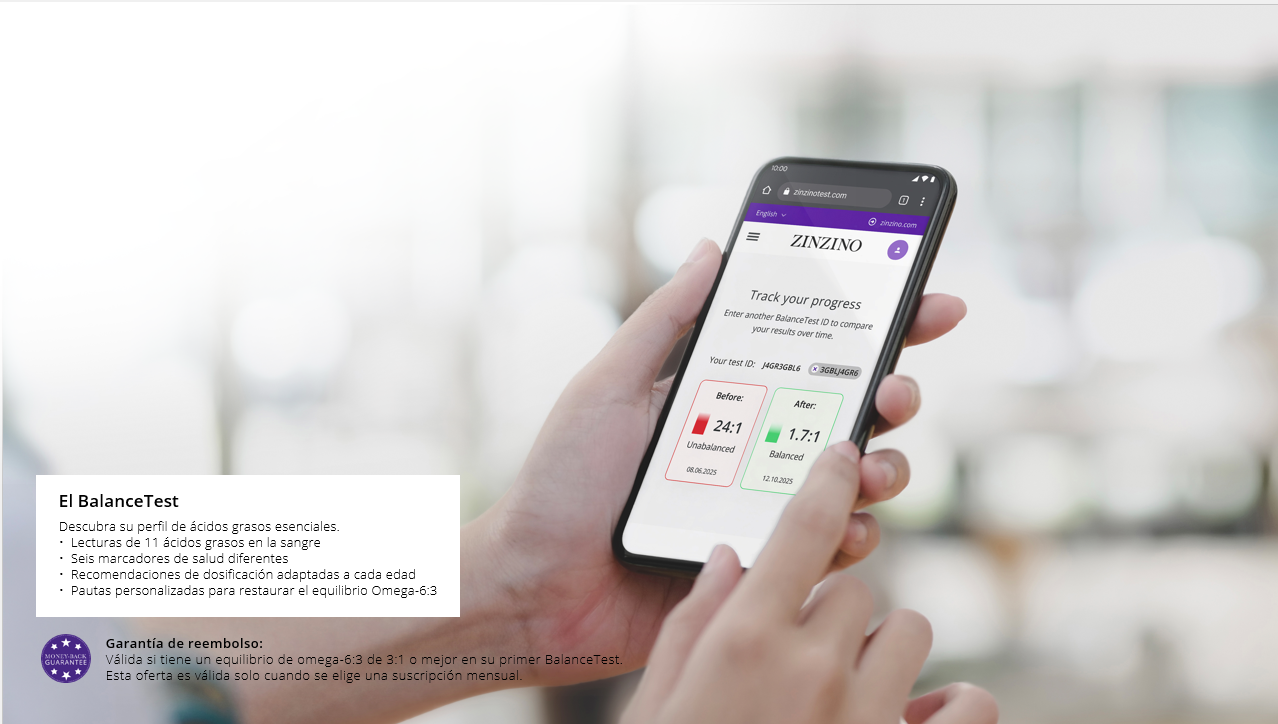 10:00
zinzinotest.com
English
zinzino.com
ZINZINO
Track your progress
Enter another BalanceTest ID to compare
your results over time.
Your test ID: J4GR3GBL6 x 3GBLJ4GR6
Before:
24:1
Unabalanced
08.06.2025
After:
1.7:1
Balanced
12.10.2025
El BalanceTest
Descubra su perfil de ácidos grasos esenciales.
• Lecturas de 11 ácidos grasos en la sangre
• Seis marcadores de salud diferentes
• Recomendaciones de dosificación adaptadas a cada edad
• Pautas personalizadas para restaurar el equilibrio Omega-6:3
MONEY-BACK
GUARANTEE
Garantía de reembolso:
Válida si tiene un equilibrio de omega-6:3 de 3:1 o mejor en su primer BalanceTest.
Esta oferta es válida solo cuando se elige una suscripción mensual.